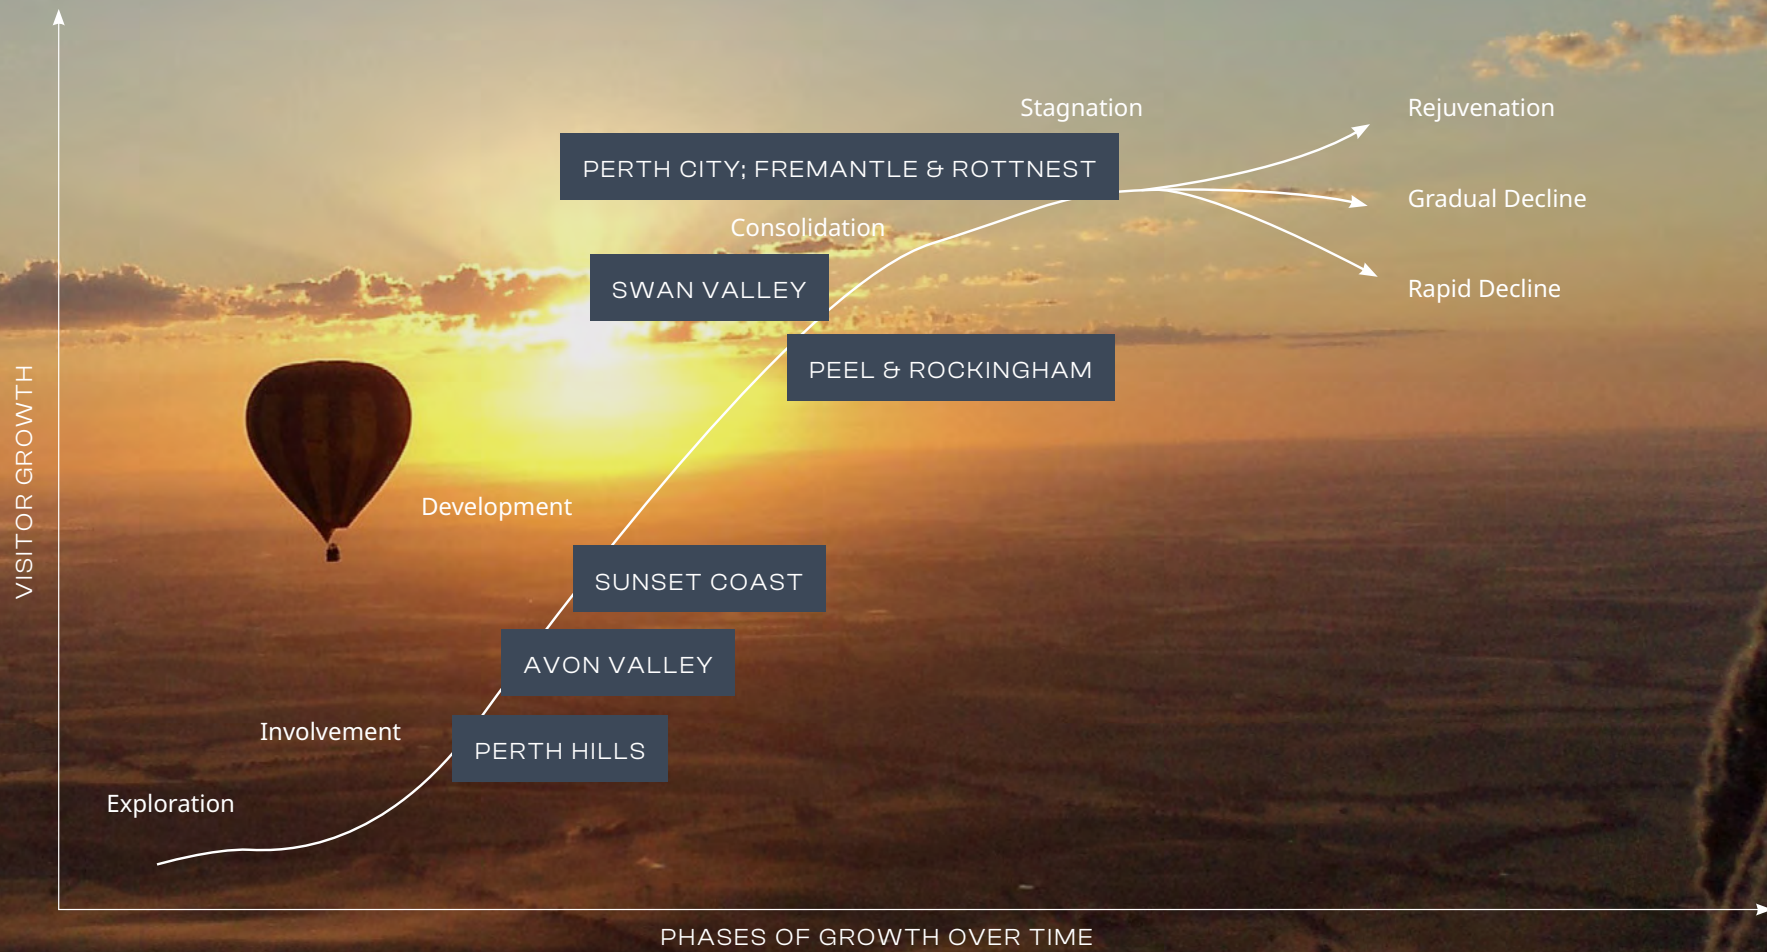 Stagnation
Rejuvenation
PERTH CITY; FREMANTLE & ROTTNEST
Gradual Decline
Consolidation
SWAN VALLEY
Rapid Decline
PEEL & ROCKINGHAM
VISITOR GROWTH
Development
SUNSET COAST
AVON VALLEY
Involvement
PERTH HILLS
Exploration
PHASES OF GROWTH OVER TIME